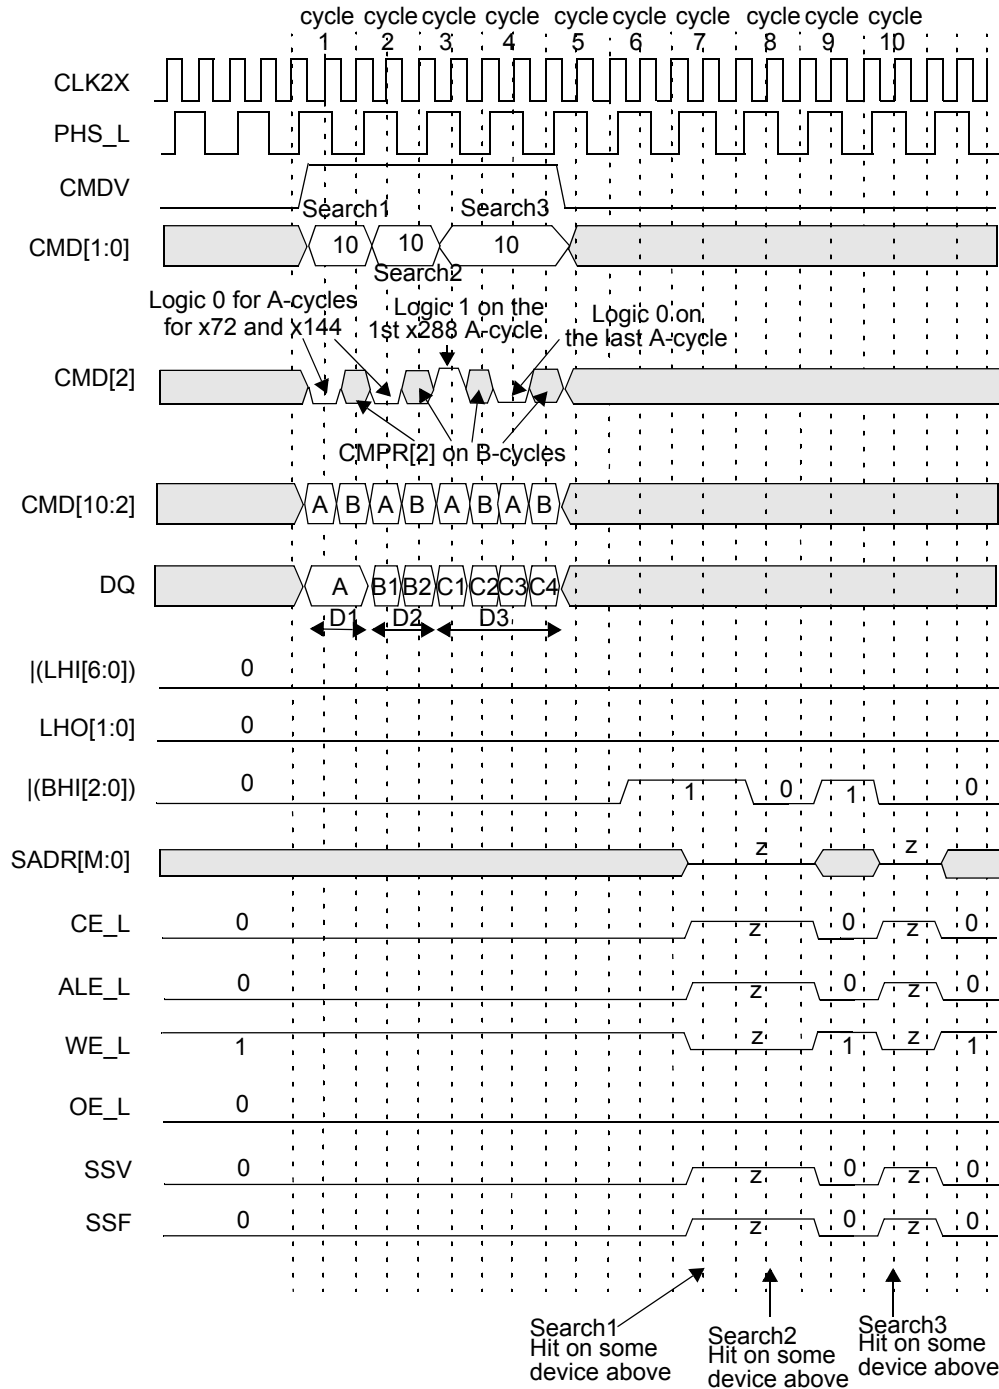 cycle cycle cycle cycle cycle cycle cycle cycle cycle cycle
1 2 3 4 5 6 7 8 9 10
CLK2X
PHS_L
CMDV
Search1 Search3
CMD[1:0] 10 10 10
Search2
Logic 0 for A-cycles
for x72 and x144
Logic 1 on the
1st x288 A-cycle
Logic 0 on
the last A-cycle
CMD[2]
CMPR[2] on B-cycles
CMD[10:2] A B A B A B A B
DQ A B1 B2 C1 C2 C3 C4
D1 D2 D3
|(LHI[6:0]) 0
LHO[1:0] 0
|(BHI[2:0]) 0 1 0 1 0
SADR[M:0] z z
CE_L 0 z 0 z 0
ALE_L 0 z 0 z 0
WE_L 1 z 1 z 1
OE_L 0
SSV 0 z 0 z 0
SSF 0 z 0 z 0
Search1
Hit on some
device above
Search2
Hit on some
device above
Search3
Hit on some
device above